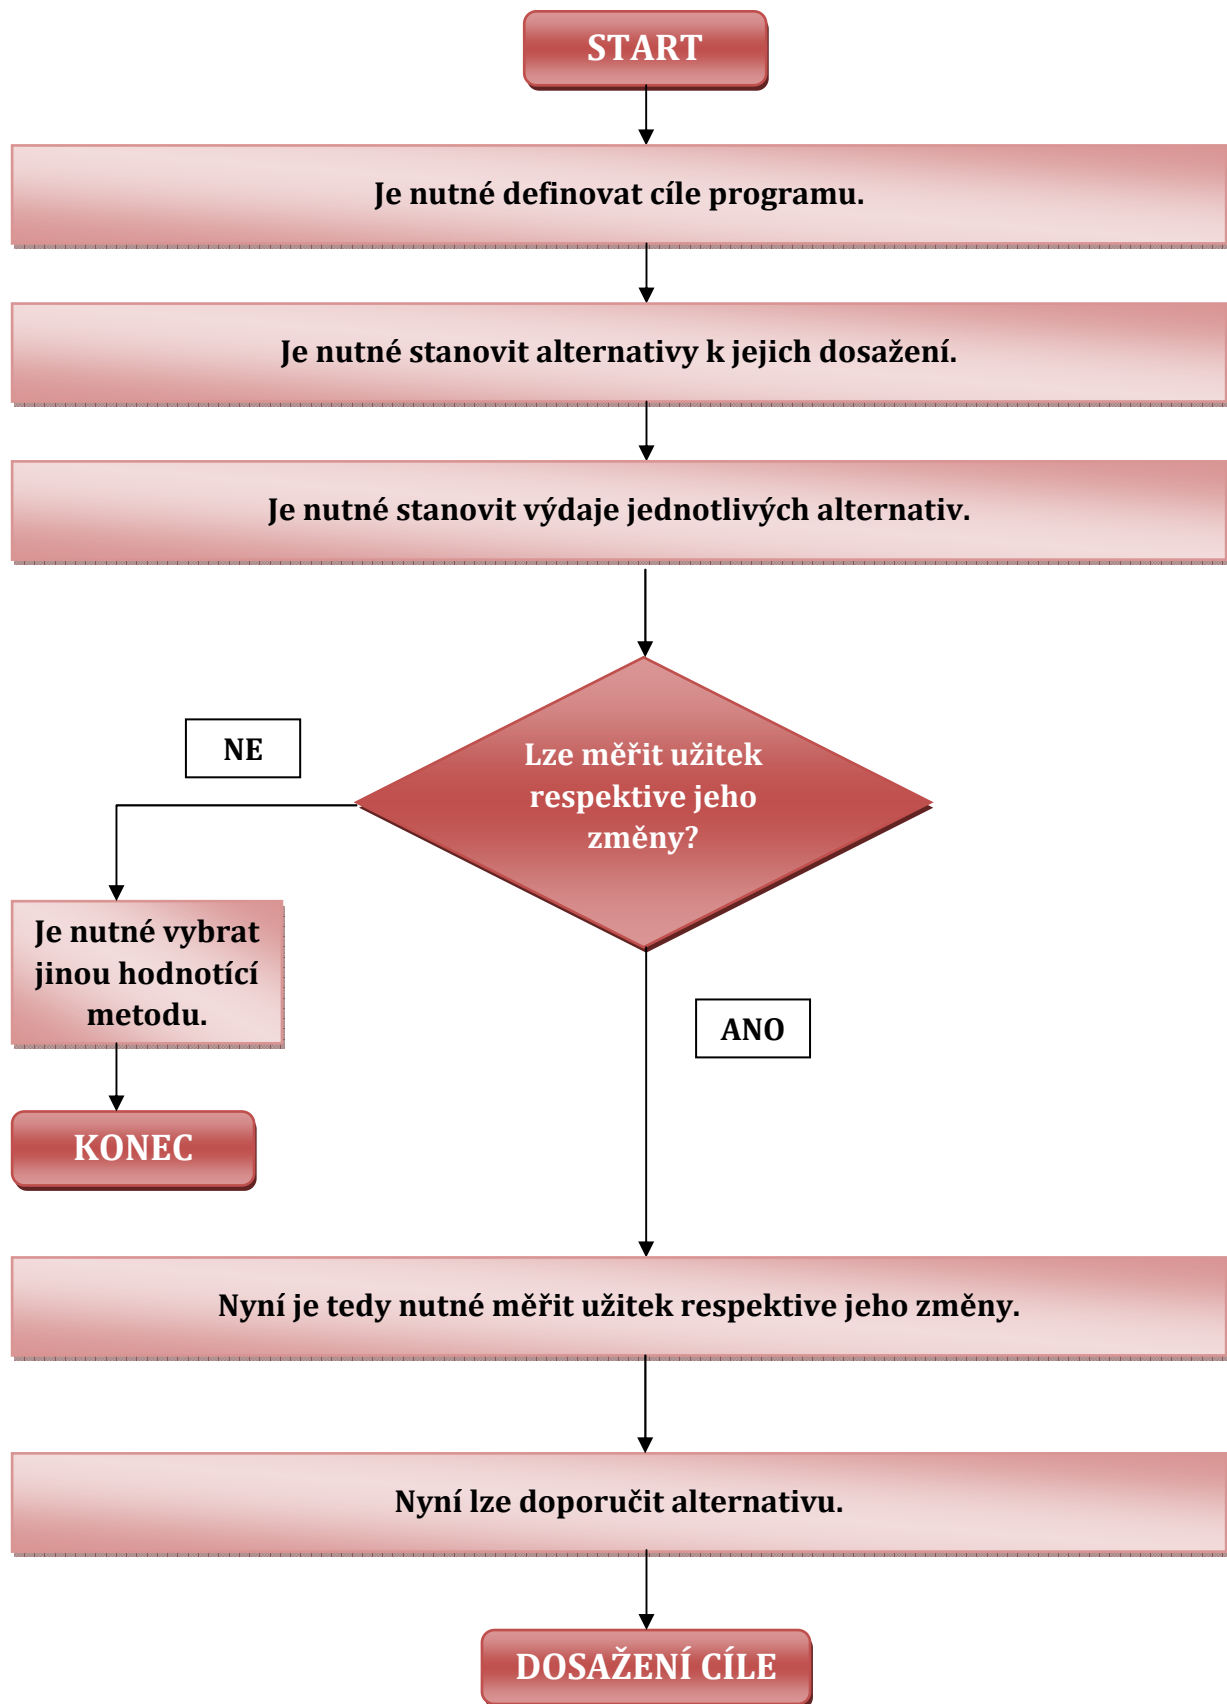 START
Je nutné definovat cíle programu.
Je nutné stanovit alternativy k jejich dosažení.
Je nutné stanovit výdaje jednotlivých alternativ.
NE
Lze měřit užitek
respektive jeho
změny?
Je nutné vybrat
jinou hodnotící
metodu.
ANO
KONEC
Nyní je tedy nutné měřit užitek respektive jeho změny.
Nyní lze doporučit alternativu.
DOSAŽENÍ CÍLE